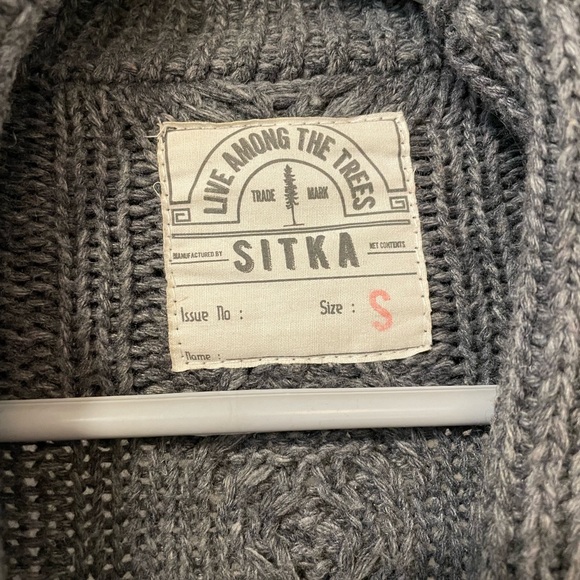 LIVE AMONG THE TREES
TRADE MARK
MANUFACTURED BY SITKA NET CONTENTS
Issue No : Size : S
Name :